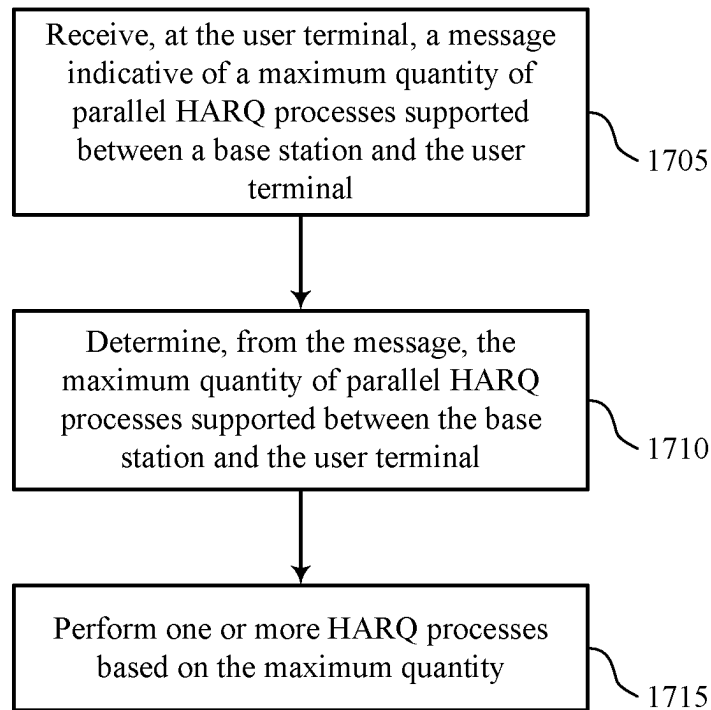 Receive, at the user terminal, a message
indicative of a maximum quantity of
parallel HARQ processes supported
between a base station and the user
terminal
1705
Determine, from the message, the
maximum quantity of parallel HARQ
processes supported between the base
station and the user terminal
1710
Perform one or more HARQ processes
based on the maximum quantity
1715